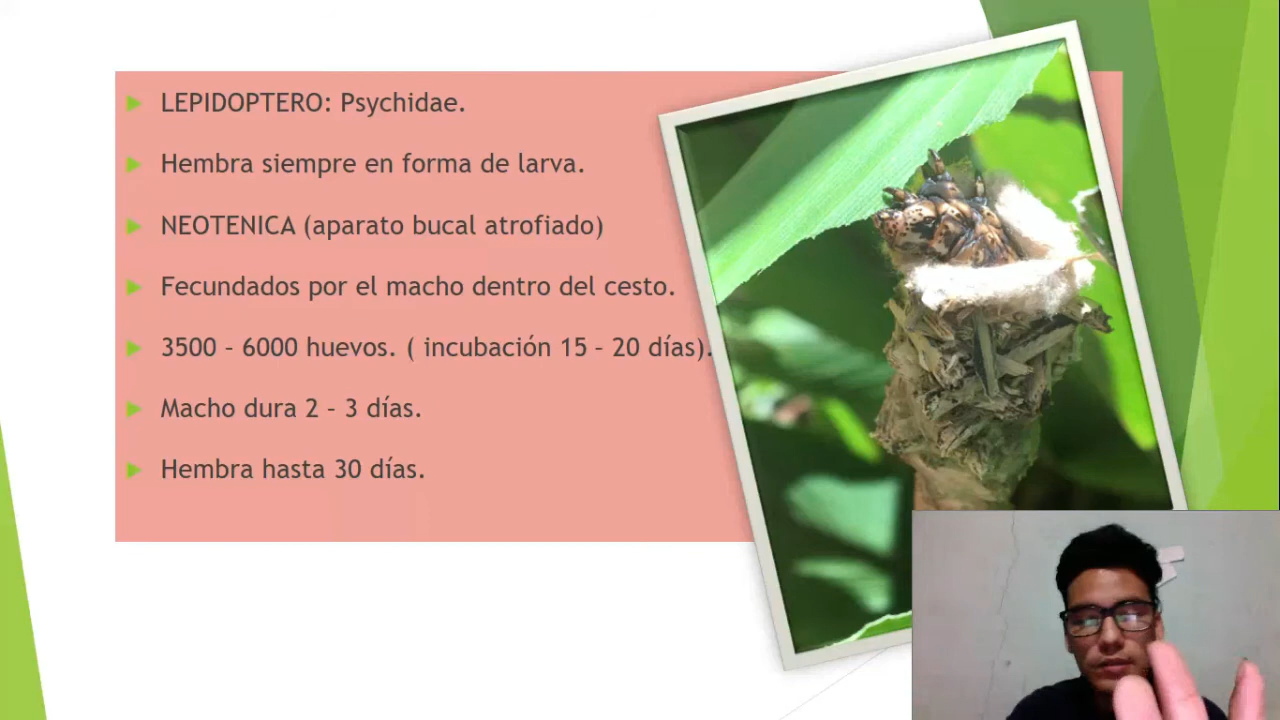 LEPIDOPTERO: Psychidae.
Hembra siempre en forma de larva.
NEOTENICA (aparato bucal atrofiado)
Fecundados por el macho dentro del cesto.
3500 – 6000 huevos. ( incubación 15 – 20 días).
Macho dura 2 – 3 días.
Hembra hasta 30 días.